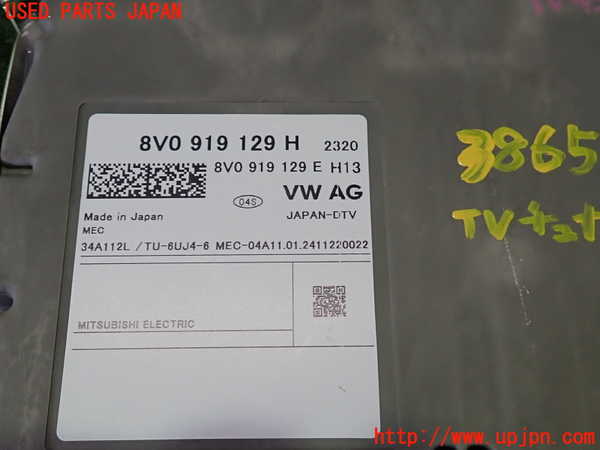 USED PARTS JAPAN
8V0 919 129 H 2320
8V0 919 129 E H13
04S VW AG
Made in Japan JAPAN-DTV
MEC
34A112L /TU-6UJ4-6 MEC-04A11.01.2411220022
MITSUBISHI ELECTRIC
3865
TVチュナ
http://www.upjpn.com/